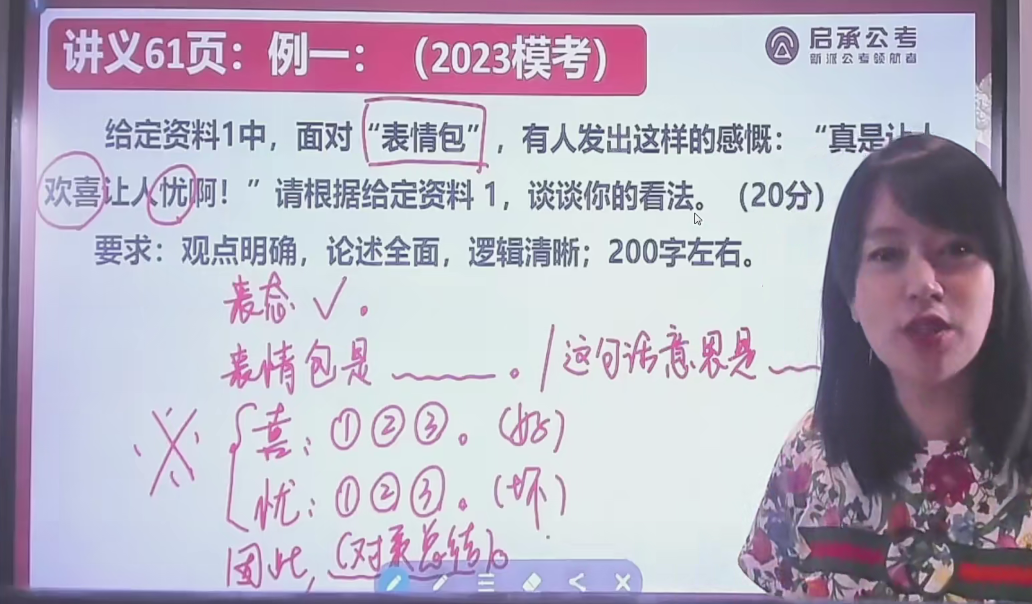 讲义61页：例一：（2023模考）
启承公考
新派公考领航者
给定资料1中，面对“表情包”，有人发出这样的感慨：“真是让人
欢喜让人忧啊！”请根据给定资料 1，谈谈你的看法。（20分）
要求：观点明确，论述全面，逻辑清晰；200字左右。
表态 ✓ 。
表情包是 ____ 。/ 这句话意思是 __
※ { 喜：①②③。（好）
忧：①②③。（坏）
因此，（对策总结）。